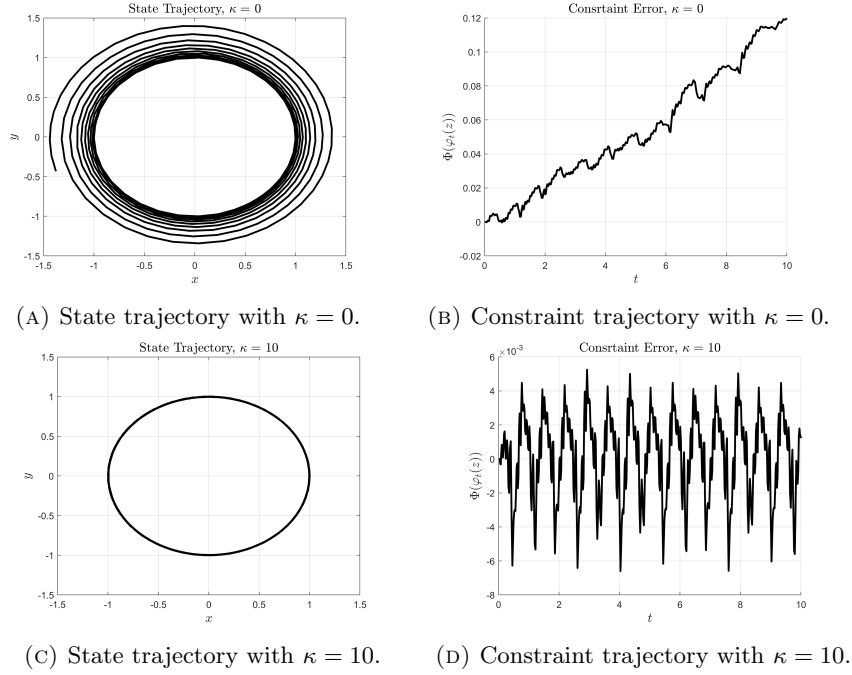 State Trajectory, κ = 0
1.5
1
0.5
0
-0.5
-1
-1.5
y
-1.5 -1 -0.5 0 0.5 1 1.5
x
Consrtaint Error, κ = 0
0.12
0.1
0.08
0.06
0.04
0.02
0
-0.02
Φ(φ_t(z))
0 2 4 6 8 10
t
(A) State trajectory with κ = 0.
(B) Constraint trajectory with κ = 0.
State Trajectory, κ = 10
1.5
1
0.5
0
-0.5
-1
-1.5
y
-1.5 -1 -0.5 0 0.5 1 1.5
x
Consrtaint Error, κ = 10
×10⁻³
6
4
2
0
-2
-4
-6
-8
Φ(φ_t(z))
0 2 4 6 8 10
t
(C) State trajectory with κ = 10.
(D) Constraint trajectory with κ = 10.